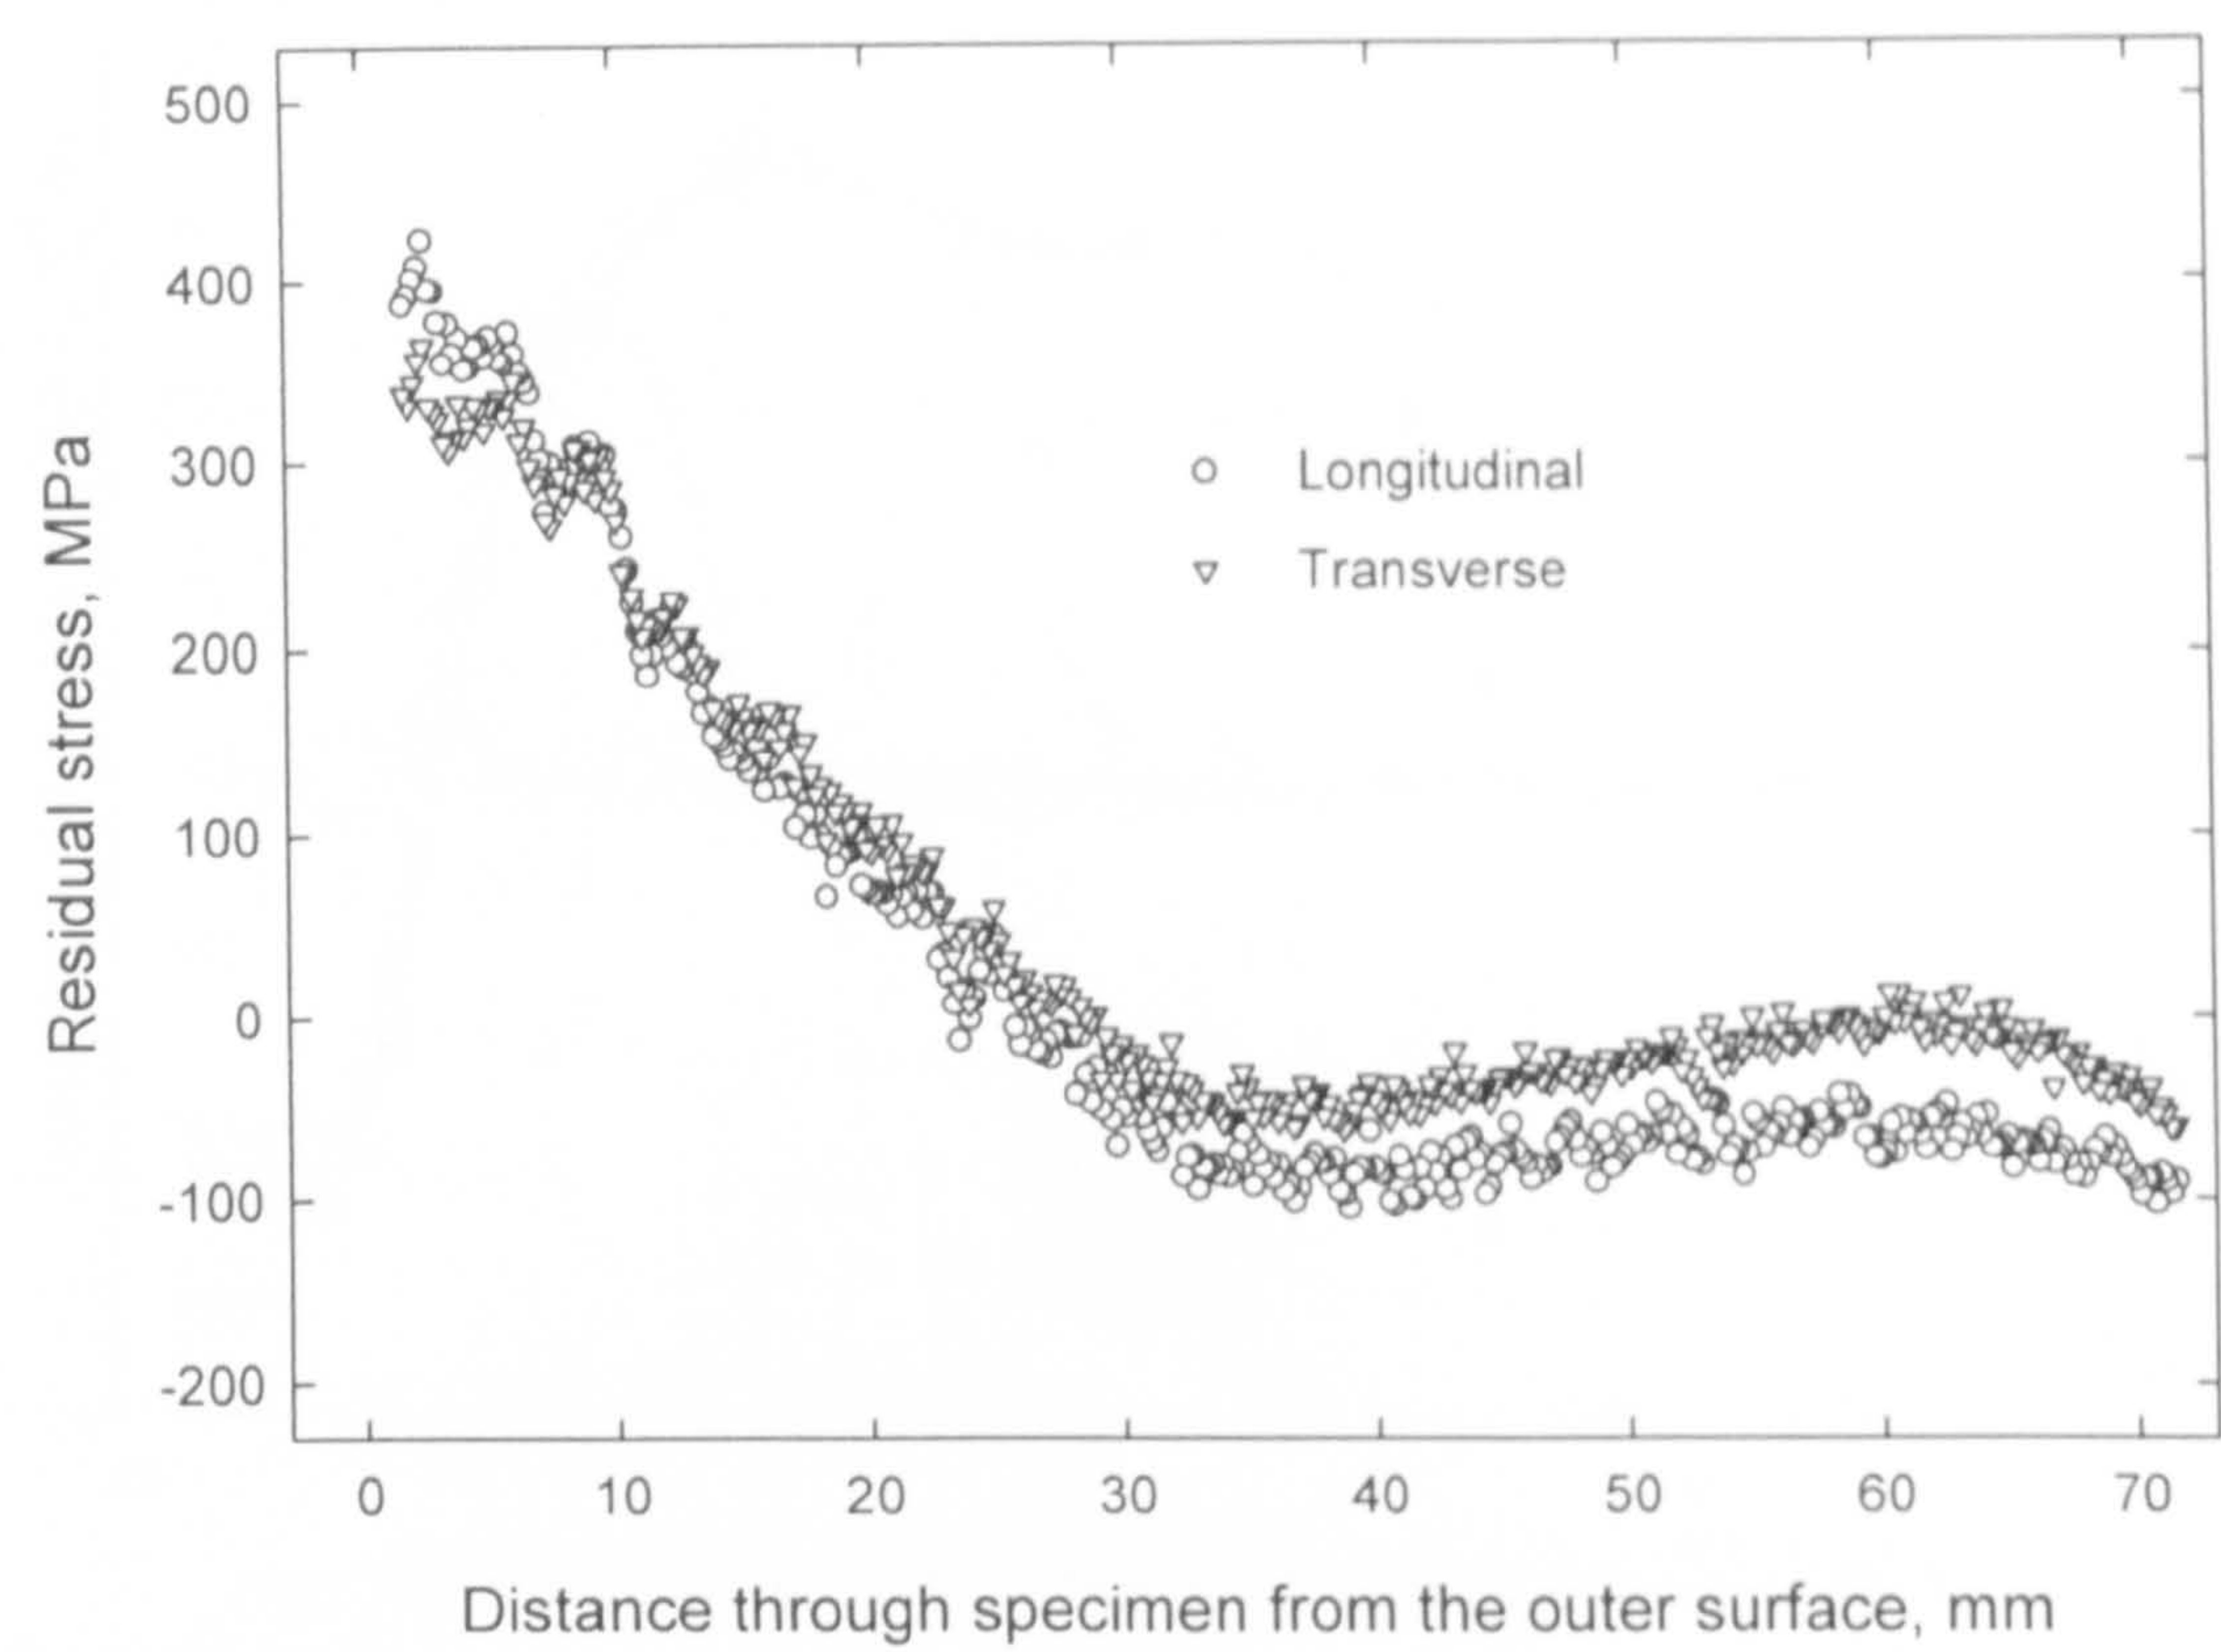 500
400
300
200
100
0
-100
-200
Residual stress, MPa
Longitudinal
Transverse
0 10 20 30 40 50 60 70
Distance through specimen from the outer surface, mm